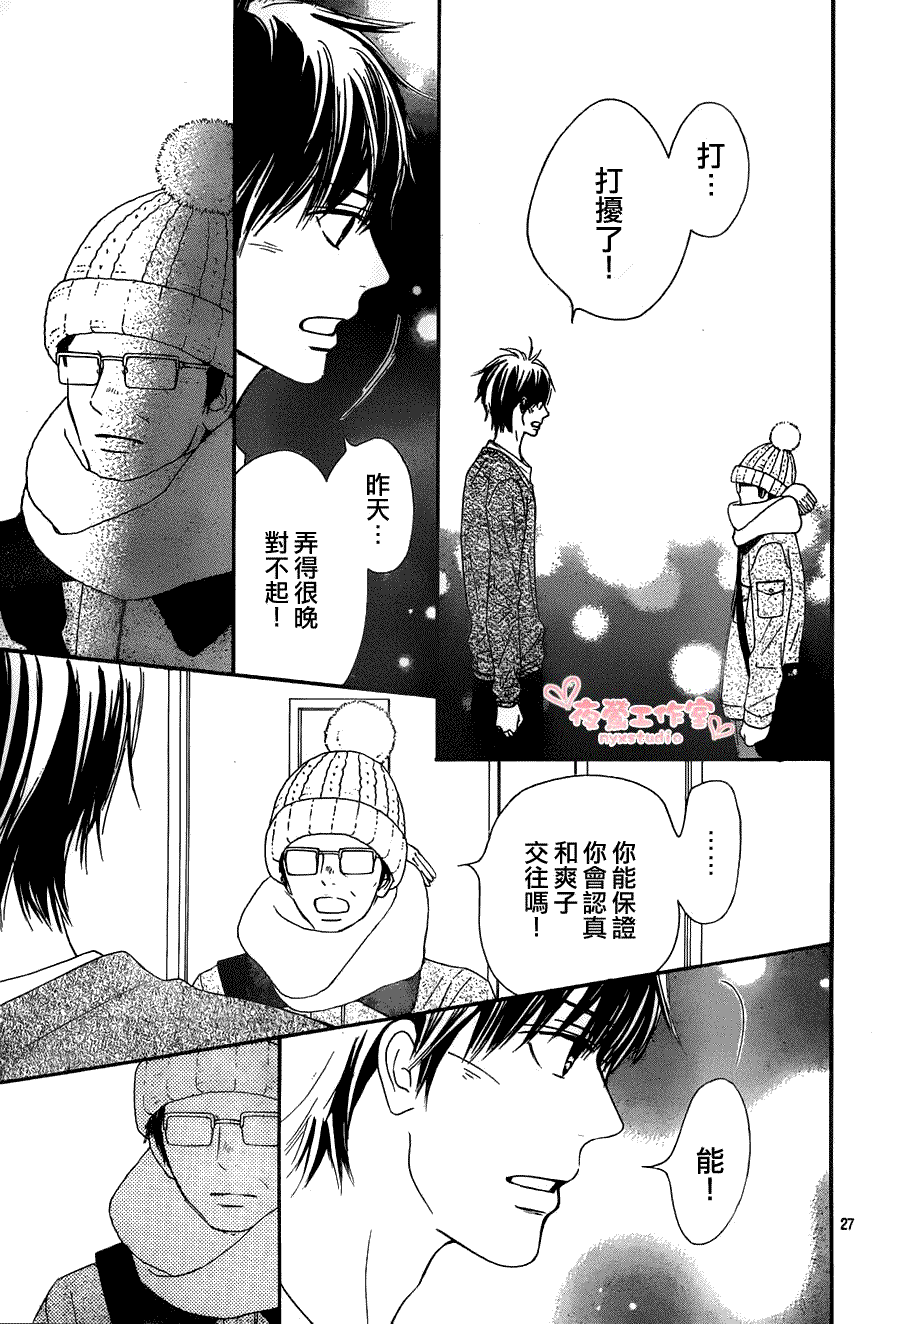 打…
打擾了！
昨天…
弄得很晚
對不起！
夜螢工作室
nyxstudio
……
你能保證
你會認真
和爽子
交往嗎！
能！
27